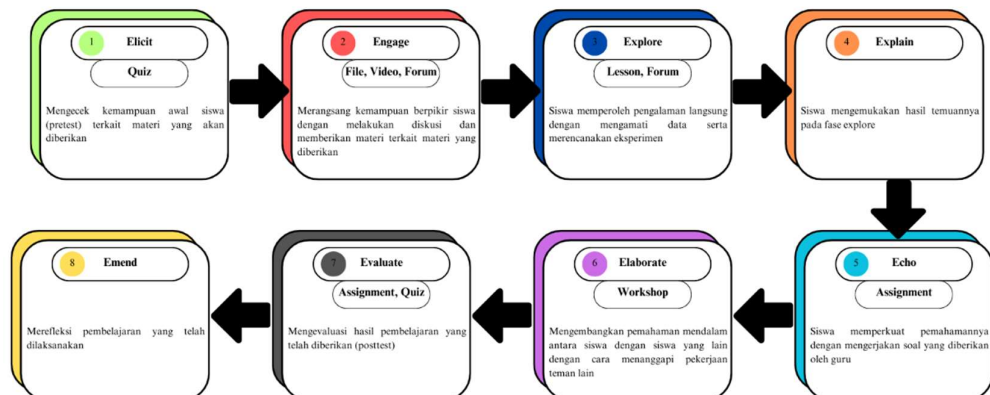 1 Elicit
Quiz
Mengecek kemampuan awal siswa
(pretest) terkait materi yang akan
diberikan
2 Engage
File, Video, Forum
Merangsang kemampuan berpikir siswa
dengan melakukan diskusi dan
memberikan materi terkait materi yang
diberikan
3 Explore
Lesson, Forum
Siswa memperoleh pengalaman langsung
dengan mengamati data serta
merencanakan eksperimen
4 Explain
Siswa mengemukakan hasil temuannya
pada fase explore
5 Echo
Assignment
Siswa memperkuat pemahamannya
dengan mengerjakan soal yang diberikan
oleh guru
6 Elaborate
Workshop
Mengembangkan pemahaman mendalam
antara siswa dengan siswa yang lain
dengan cara menanggapi pekerjaan
teman lain
7 Evaluate
Assignment, Quiz
Mengevaluasi hasil pembelajaran yang
telah diberikan (posttest)
8 Emend
Merefleksi pembelajaran yang telah
dilaksanakan